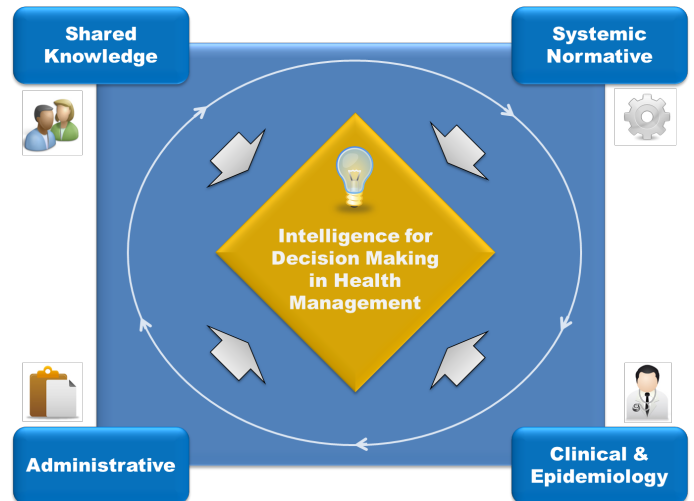 Shared
Knowledge
Systemic
Normative
Intelligence for
Decision Making
in Health
Management
Administrative
Clinical &
Epidemiology